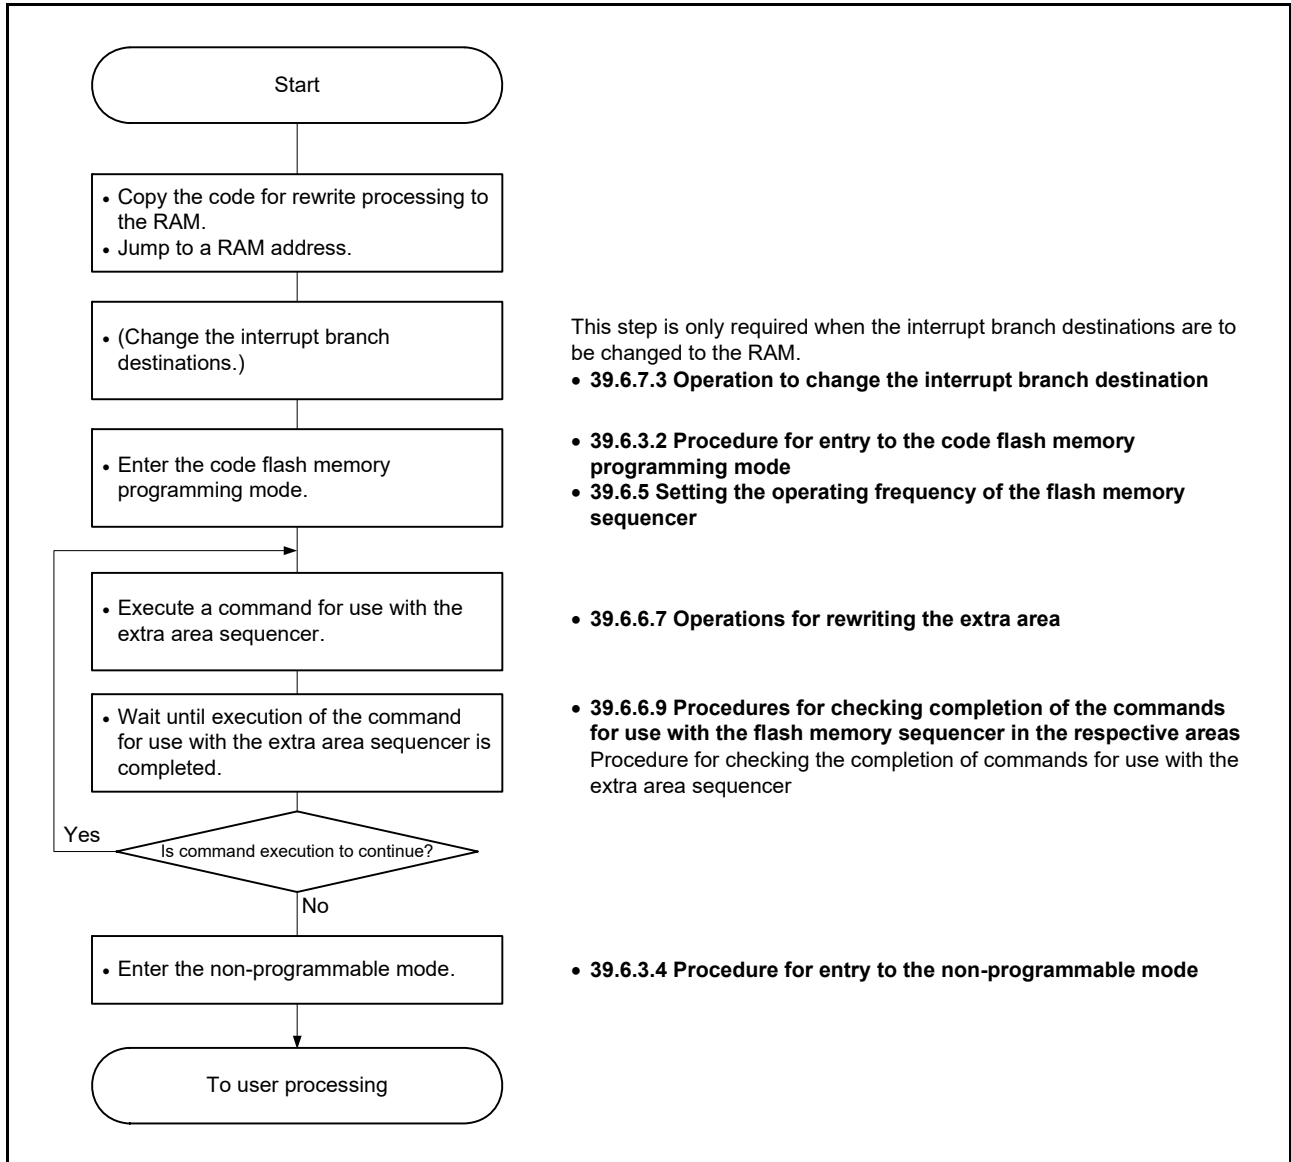 Start
• Copy the code for rewrite processing to
the RAM.
• Jump to a RAM address.
• (Change the interrupt branch
destinations.)
This step is only required when the interrupt branch destinations are to
be changed to the RAM.
• 39.6.7.3 Operation to change the interrupt branch destination
• Enter the code flash memory
programming mode.
• 39.6.3.2 Procedure for entry to the code flash memory
programming mode
• 39.6.5 Setting the operating frequency of the flash memory
sequencer
• Execute a command for use with the
extra area sequencer.
• 39.6.6.7 Operations for rewriting the extra area
• Wait until execution of the command
for use with the extra area sequencer is
completed.
• 39.6.6.9 Procedures for checking completion of the commands
for use with the flash memory sequencer in the respective areas
Procedure for checking the completion of commands for use with the
extra area sequencer
Yes
Is command execution to continue?
No
• Enter the non-programmable mode.
• 39.6.3.4 Procedure for entry to the non-programmable mode
To user processing